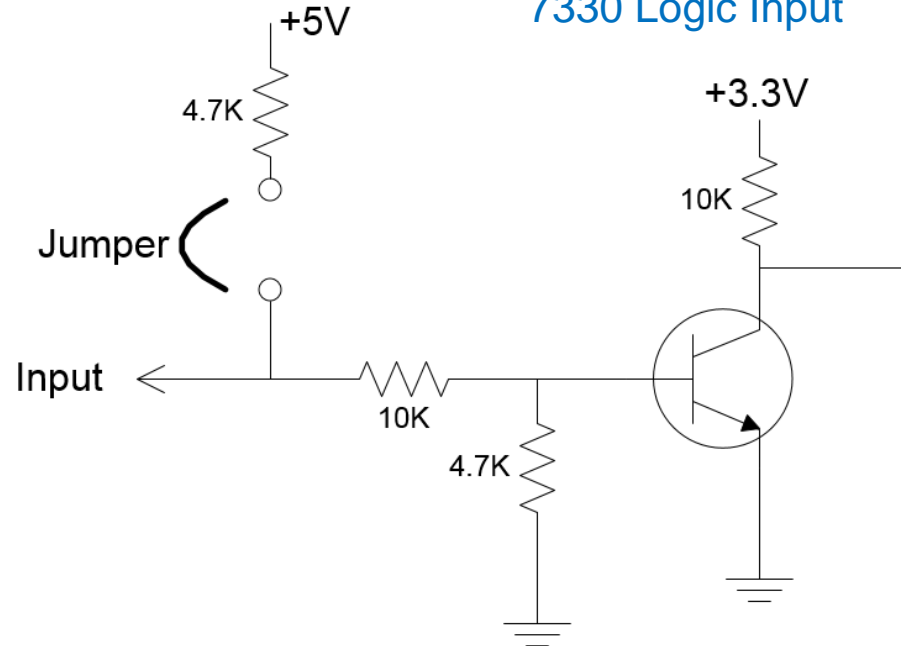 7330 Logic Input
+5V
4.7K
+3.3V
10K
Jumper
Input
10K
4.7K